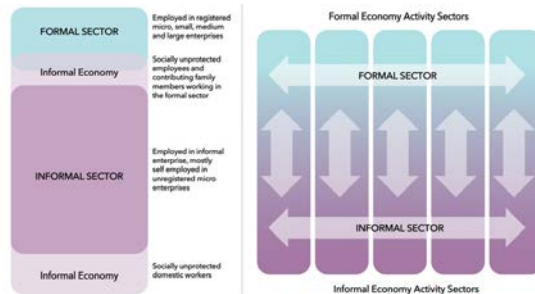 FORMAL SECTOR
Employed in registered
micro, small, medium
and large enterprises
Informal Economy
Socially unprotected
employees and
contributing family
members working in
the formal sector
INFORMAL SECTOR
Employed in informal
enterprise, mostly
self employed in
unregistered micro
enterprises
Informal Economy
Socially unprotected
domestic workers
Formal Economy Activity Sectors
FORMAL SECTOR
INFORMAL SECTOR
Informal Economy Activity Sectors